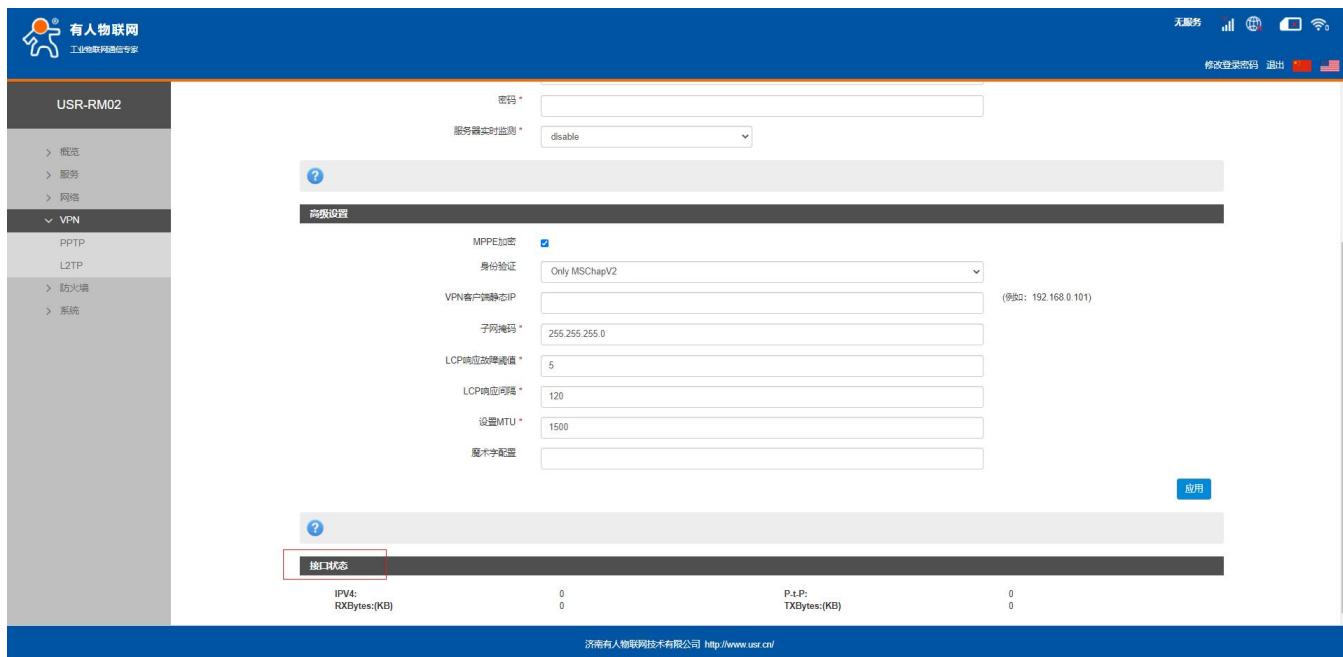 有人物联网
工业物联网通信专家
无服务
修改登录密码 退出
USR-RM02
概览
服务
网络
VPN
PPTP
L2TP
防火墙
系统
密码 *
服务器实时监测 * disable
高级设置
MPPE加密
身份验证 Only MSChapV2
VPN客户端静态IP (例如：192.168.0.101)
子网掩码 * 255.255.255.0
LCP响应故障阈值 * 5
LCP响应间隔 * 120
设置MTU * 1500
魔术字配置
应用
接口状态
IPV4: 0 P-t-P: 0
RXBytes:(KB) 0 TXBytes:(KB) 0
济南有人物联网技术有限公司 http://www.usr.cn/